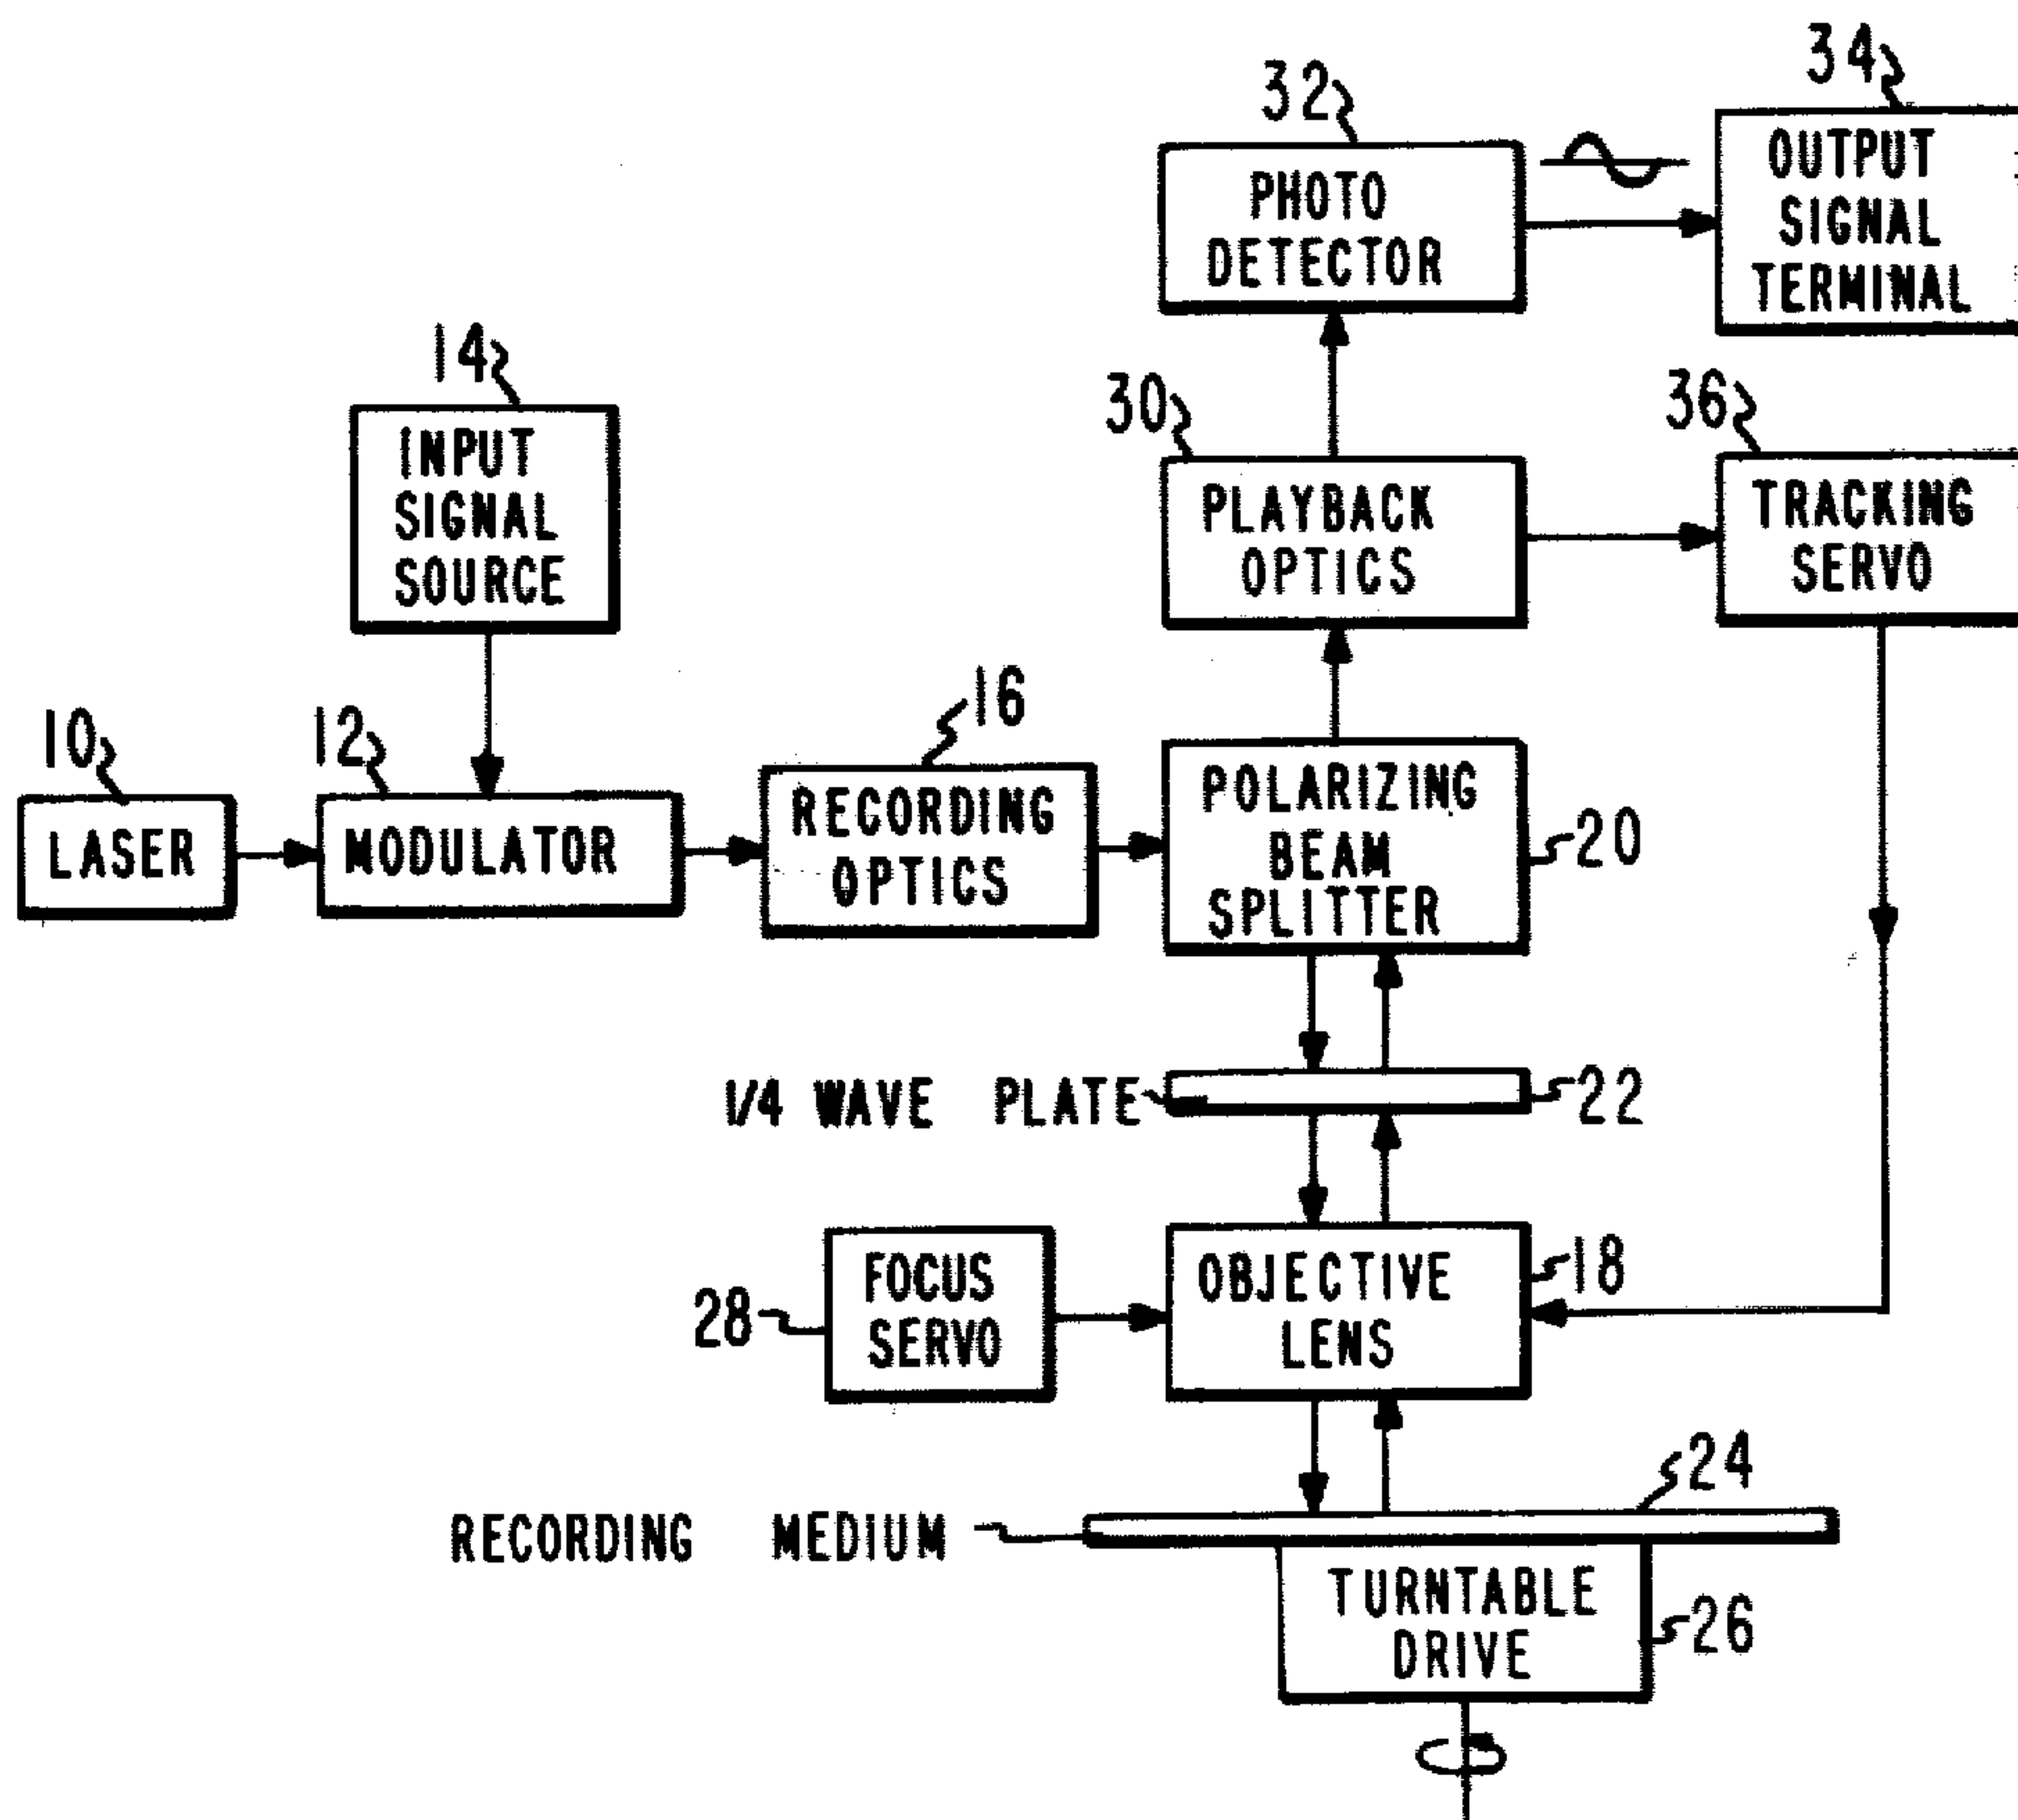 34
32
OUTPUT
SIGNAL
TERMINAL
PHOTO
DETECTOR
14
30
36
INPUT
SIGNAL
SOURCE
PLAYBACK
OPTICS
TRACKING
SERVO
16
10
12
LASER
MODULATOR
RECORDING
OPTICS
POLARIZING
BEAM
SPLITTER
20
1/4 WAVE PLATE
22
28
FOCUS
SERVO
OBJECTIVE
LENS
18
24
RECORDING MEDIUM
TURNTABLE
DRIVE
26